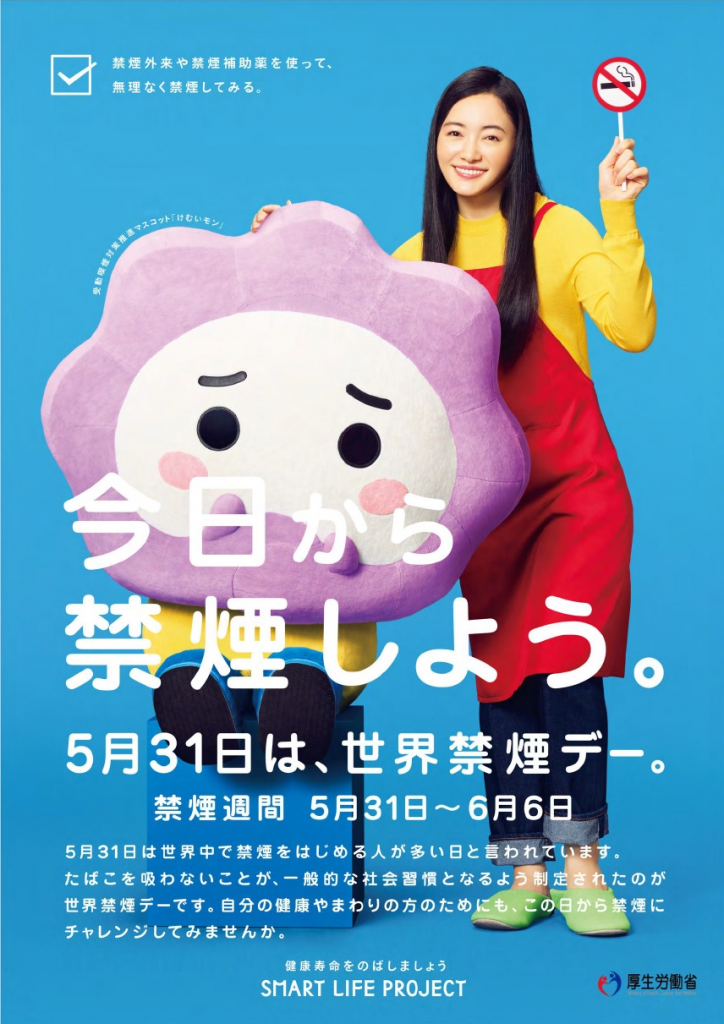 禁煙外来や禁煙補助薬を使って、
無理なく禁煙してみる。
受動喫煙対策推進マスコット「けむいモン」
今日から
禁煙しよう。
5月31日は、世界禁煙デー。
禁煙週間 5月31日～6月6日
5月31日は世界中で禁煙をはじめる人が多い日と言われています。
たばこを吸わないことが、一般的な社会習慣となるよう制定されたのが
世界禁煙デーです。自分の健康やまわりの方のためにも、この日から禁煙に
チャレンジしてみませんか。
健康寿命をのばしましょう
SMART LIFE PROJECT
厚生労働省